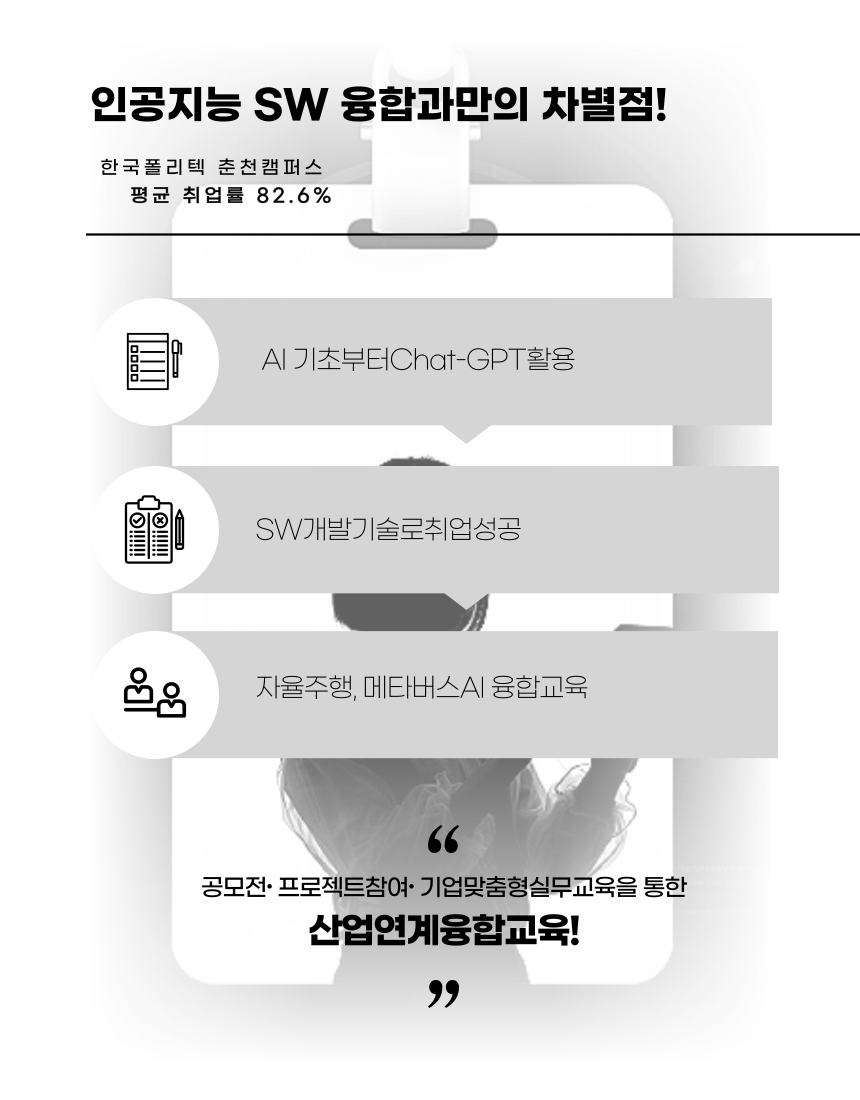 인공지능 SW 융합과만의 차별점!
한국폴리텍 춘천캠퍼스
평균 취업률 82.6%
AI 기초부터Chat-GPT활용
SW개발기술로취업성공
자율주행, 메타버스AI 융합교육
“
공모전• 프로젝트참여• 기업맞춤형실무교육을 통한
산업연계융합교육!
”